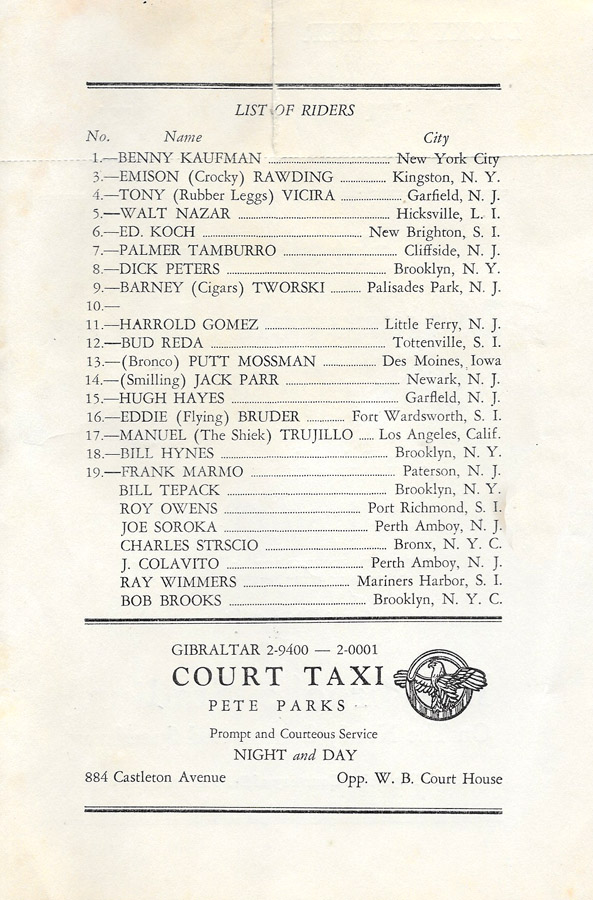 LIST OF RIDERS
No. Name City
1.—BENNY KAUFMAN ........ New York City
3.—EMISON (Crocky) RAWDING ........ Kingston, N. Y.
4.—TONY (Rubber Leggs) VICIRA ........ Garfield, N. J.
5.—WALT NAZAR ........ Hicksville, L. I.
6.—ED. KOCH ........ New Brighton, S. I.
7.—PALMER TAMBURRO ........ Cliffside, N. J.
8.—DICK PETERS ........ Brooklyn, N. Y.
9.—BARNEY (Cigars) TWORSKI ........ Palisades Park, N. J.
10.—
11.—HARROLD GOMEZ ........ Little Ferry, N. J.
12.—BUD REDA ........ Tottenville, S. I.
13.—(Bronco) PUTT MOSSMAN ........ Des Moines, Iowa
14.—(Smilling) JACK PARR ........ Newark, N. J.
15.—HUGH HAYES ........ Garfield, N. J.
16.—EDDIE (Flying) BRUDER ........ Fort Wardsworth, S. I.
17.—MANUEL (The Shiek) TRUJILLO ..... Los Angeles, Calif.
18.—BILL HYNES ........ Brooklyn, N. Y.
19.—FRANK MARMO ........ Paterson, N. J.
BILL TEPACK ........ Brooklyn, N. Y.
ROY OWENS ........ Port Richmond, S. I.
JOE SOROKA ........ Perth Amboy, N. J.
CHARLES STRSCIO ........ Bronx, N. Y. C.
J. COLAVITO ........ Perth Amboy, N. J.
RAY WIMMERS ........ Mariners Harbor, S. I.
BOB BROOKS ........ Brooklyn, N. Y. C.
GIBRALTAR 2-9400 — 2-0001
COURT TAXI
PETE PARKS
Prompt and Courteous Service
NIGHT and DAY
884 Castleton Avenue Opp. W. B. Court House